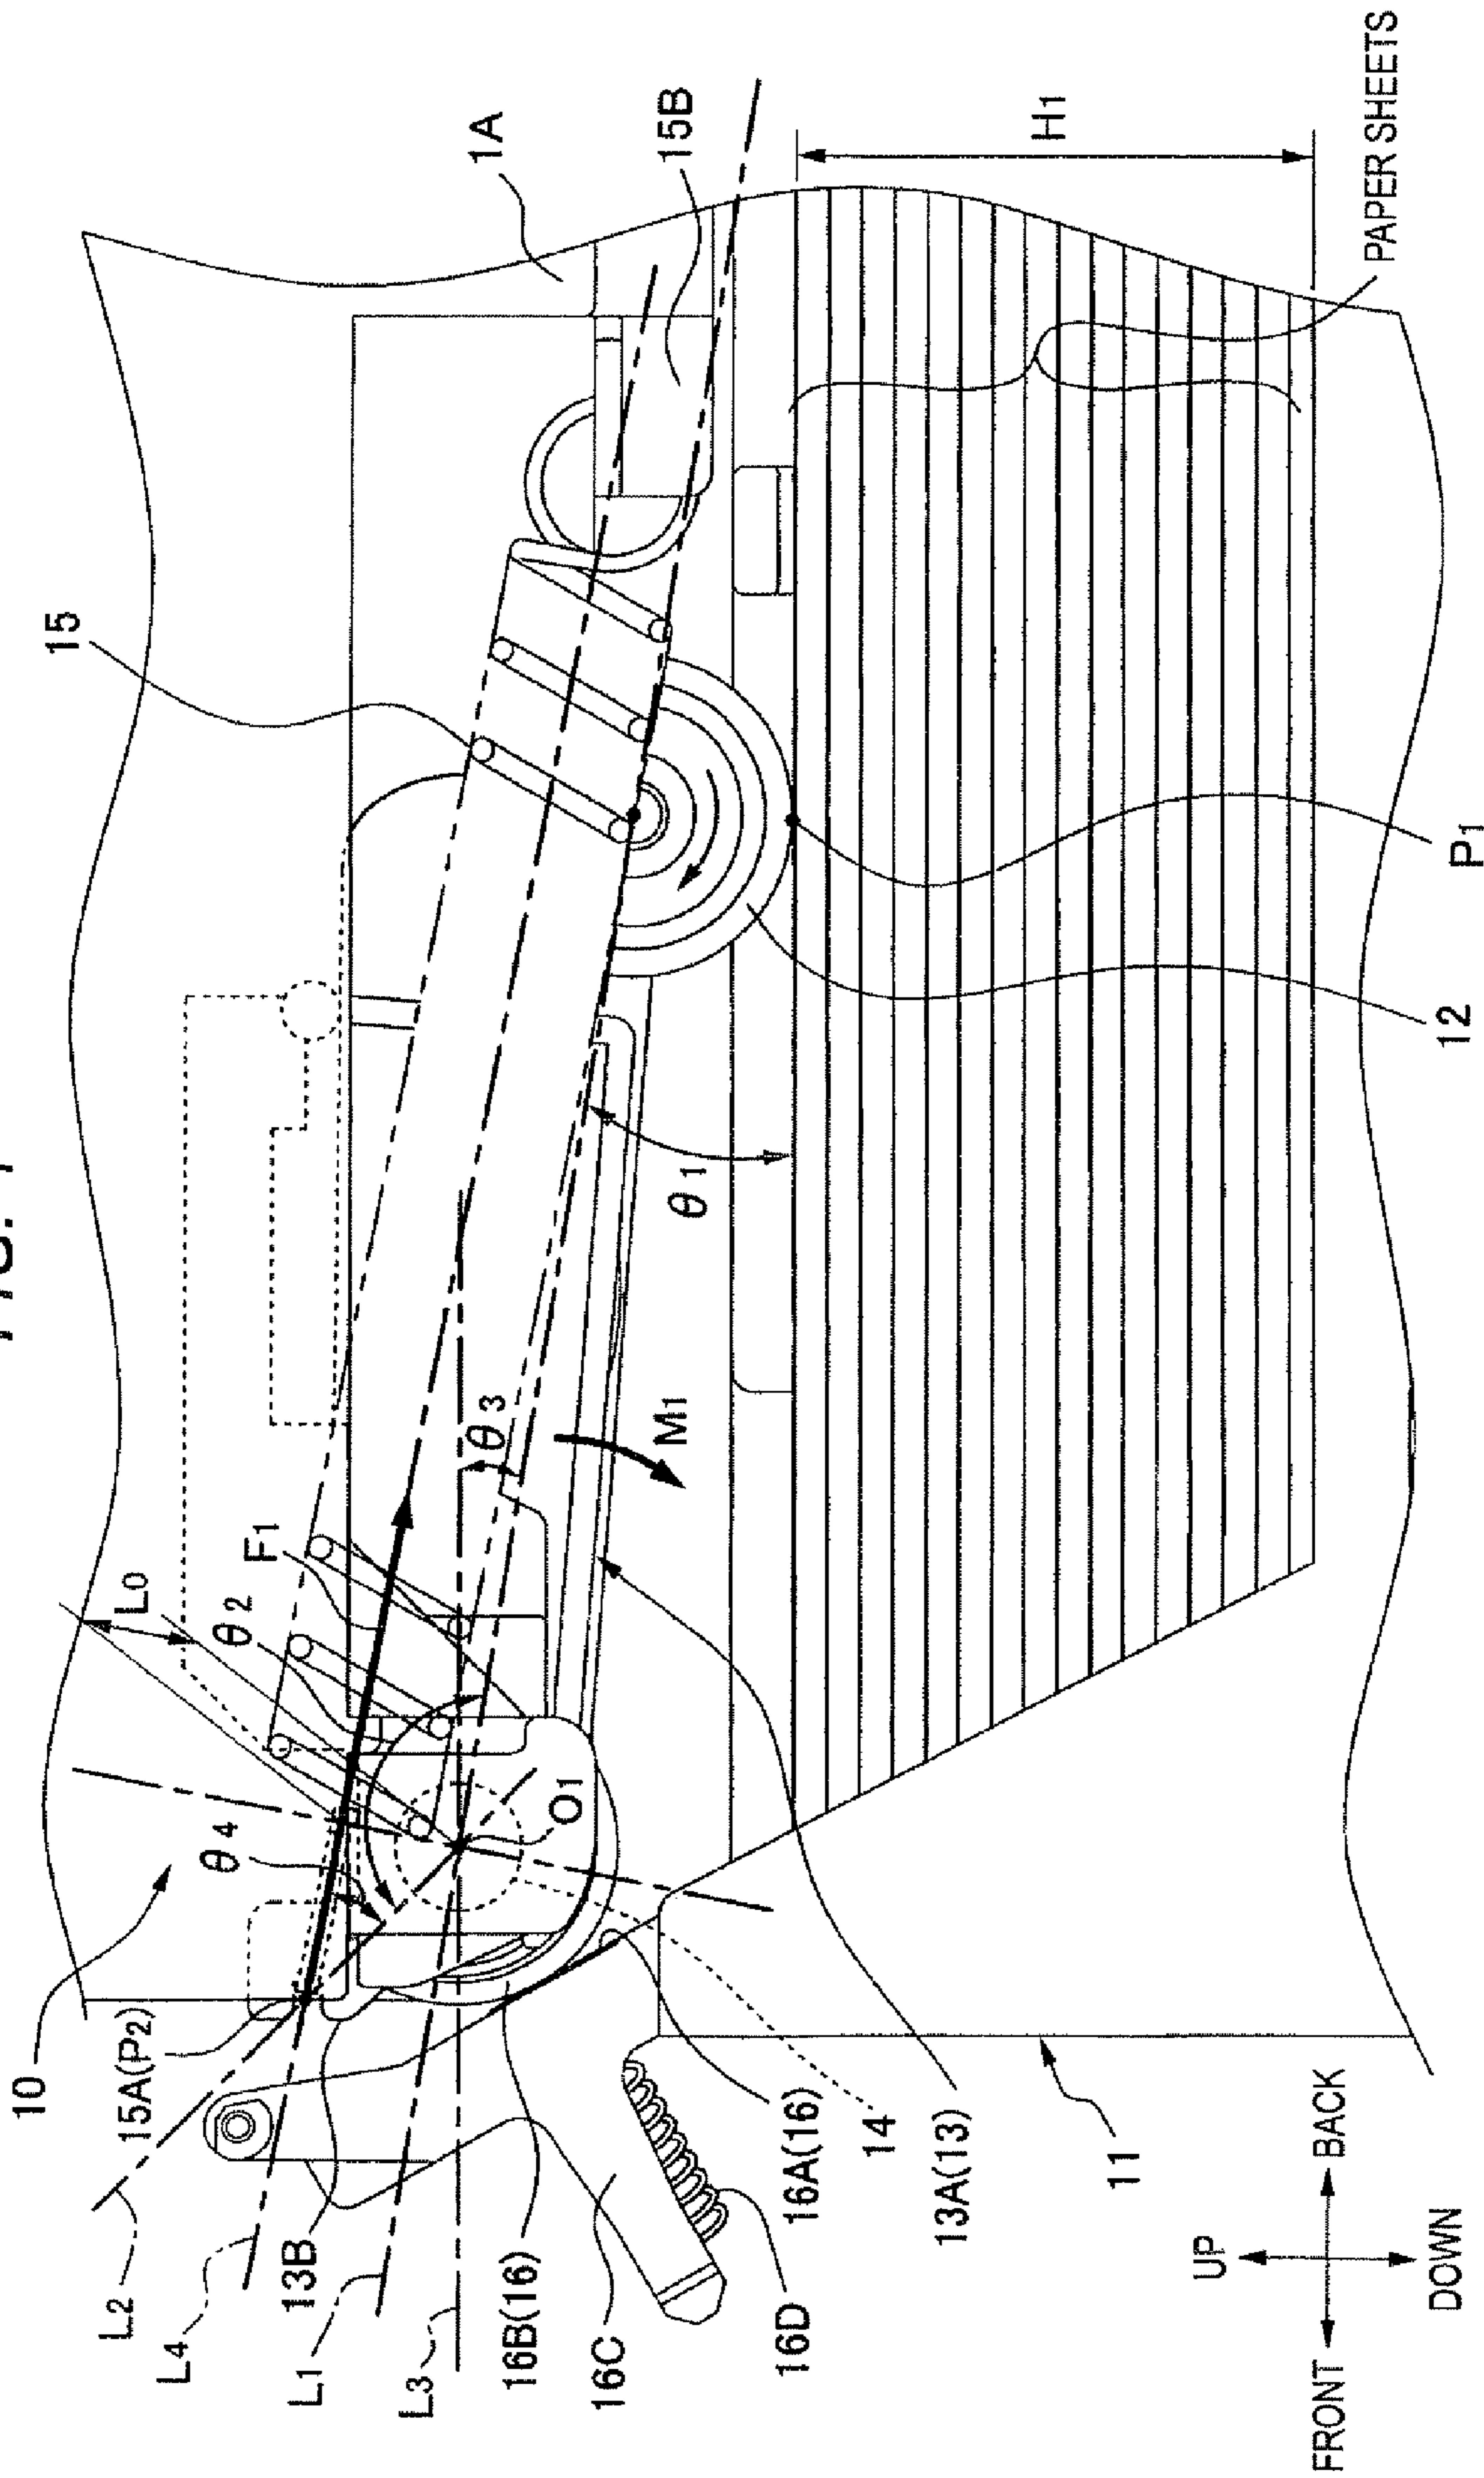 1A
15B
H1
PAPER SHEETS
15
P1
12
θ1
M1
θ3
F1
L0
θ2
θ4
O1
10
15A(P2)
L2
L4
13B
L1
L3
16B(16)
16C
16D
16A(16)
14
13A(13)
11
UP
FRONT
BACK
DOWN